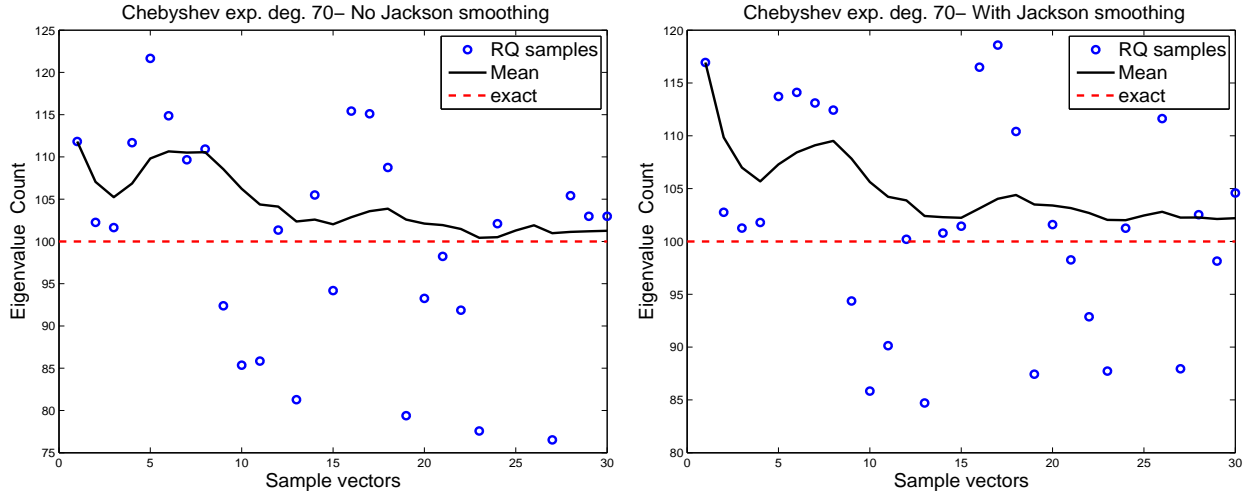 Chebyshev exp. deg. 70− No Jackson smoothing
125
120
115
110
105
100
95
90
85
80
75
0
5
10
15
20
25
30
Eigenvalue Count
Sample vectors
RQ samples
Mean
exact
Chebyshev exp. deg. 70− With Jackson smoothing
120
115
110
105
100
95
90
85
80
0
5
10
15
20
25
30
Eigenvalue Count
Sample vectors
RQ samples
Mean
exact